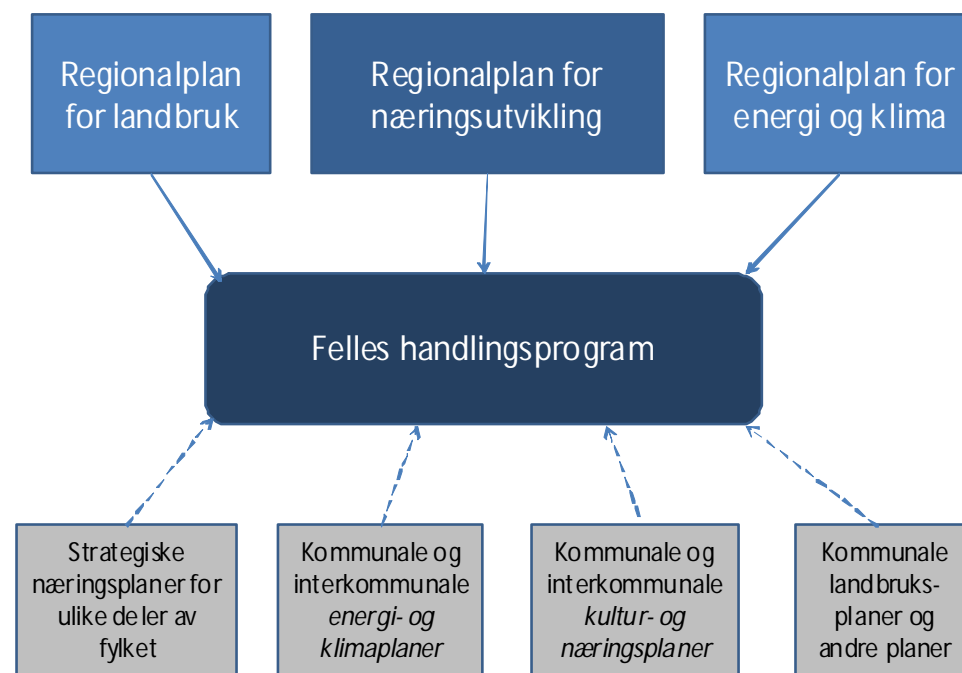 Regionalplan
for landbruk
Regionalplan for
næringsutvikling
Regionalplan for
energi og klima
Felles handlingsprogram
Strategiske
næringsplaner for
ulike deler av
fylket
Kommunale og
interkommunale
energi- og
klimaplaner
Kommunale og
interkommunale
kultur- og
næringsplaner
Kommunale
landbruks-
planer og
andre planer